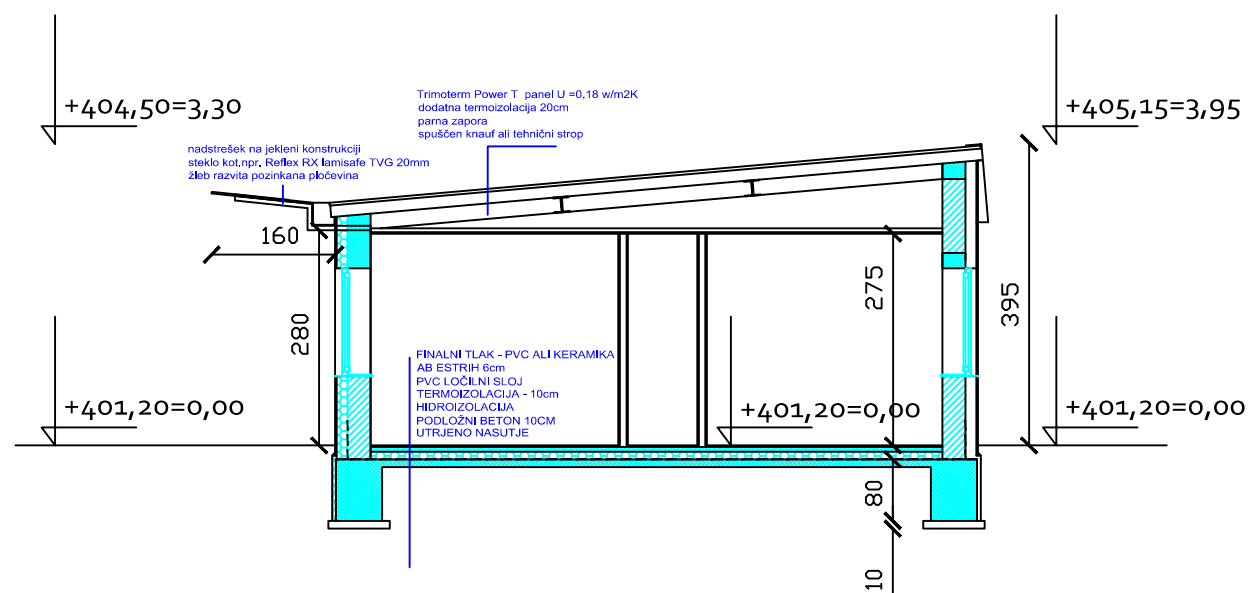 +404,50=3,30
+405,15=3,95
Trimoterm Power T panel U =0,18 w/m2K
dodatna termoizolacija 20cm
parna zapora
spuščen knauf ali tehnični strop
nadstrešek na jekleni konstrukciji
steklo kot.npr. Reflex RX lamisafe TVG 20mm
žleb razvita pozinkana pločevina
160
280
275
395
FINALNI TLAK - PVC ALI KERAMIKA
AB ESTRIH 6cm
PVC LOČILNI SLOJ
TERMOIZOLACIJA - 10cm
HIDROIZOLACIJA
PODLOŽNI BETON 10CM
UTRJENO NASUTJE
+401,20=0,00
+401,20=0,00
+401,20=0,00
80
10